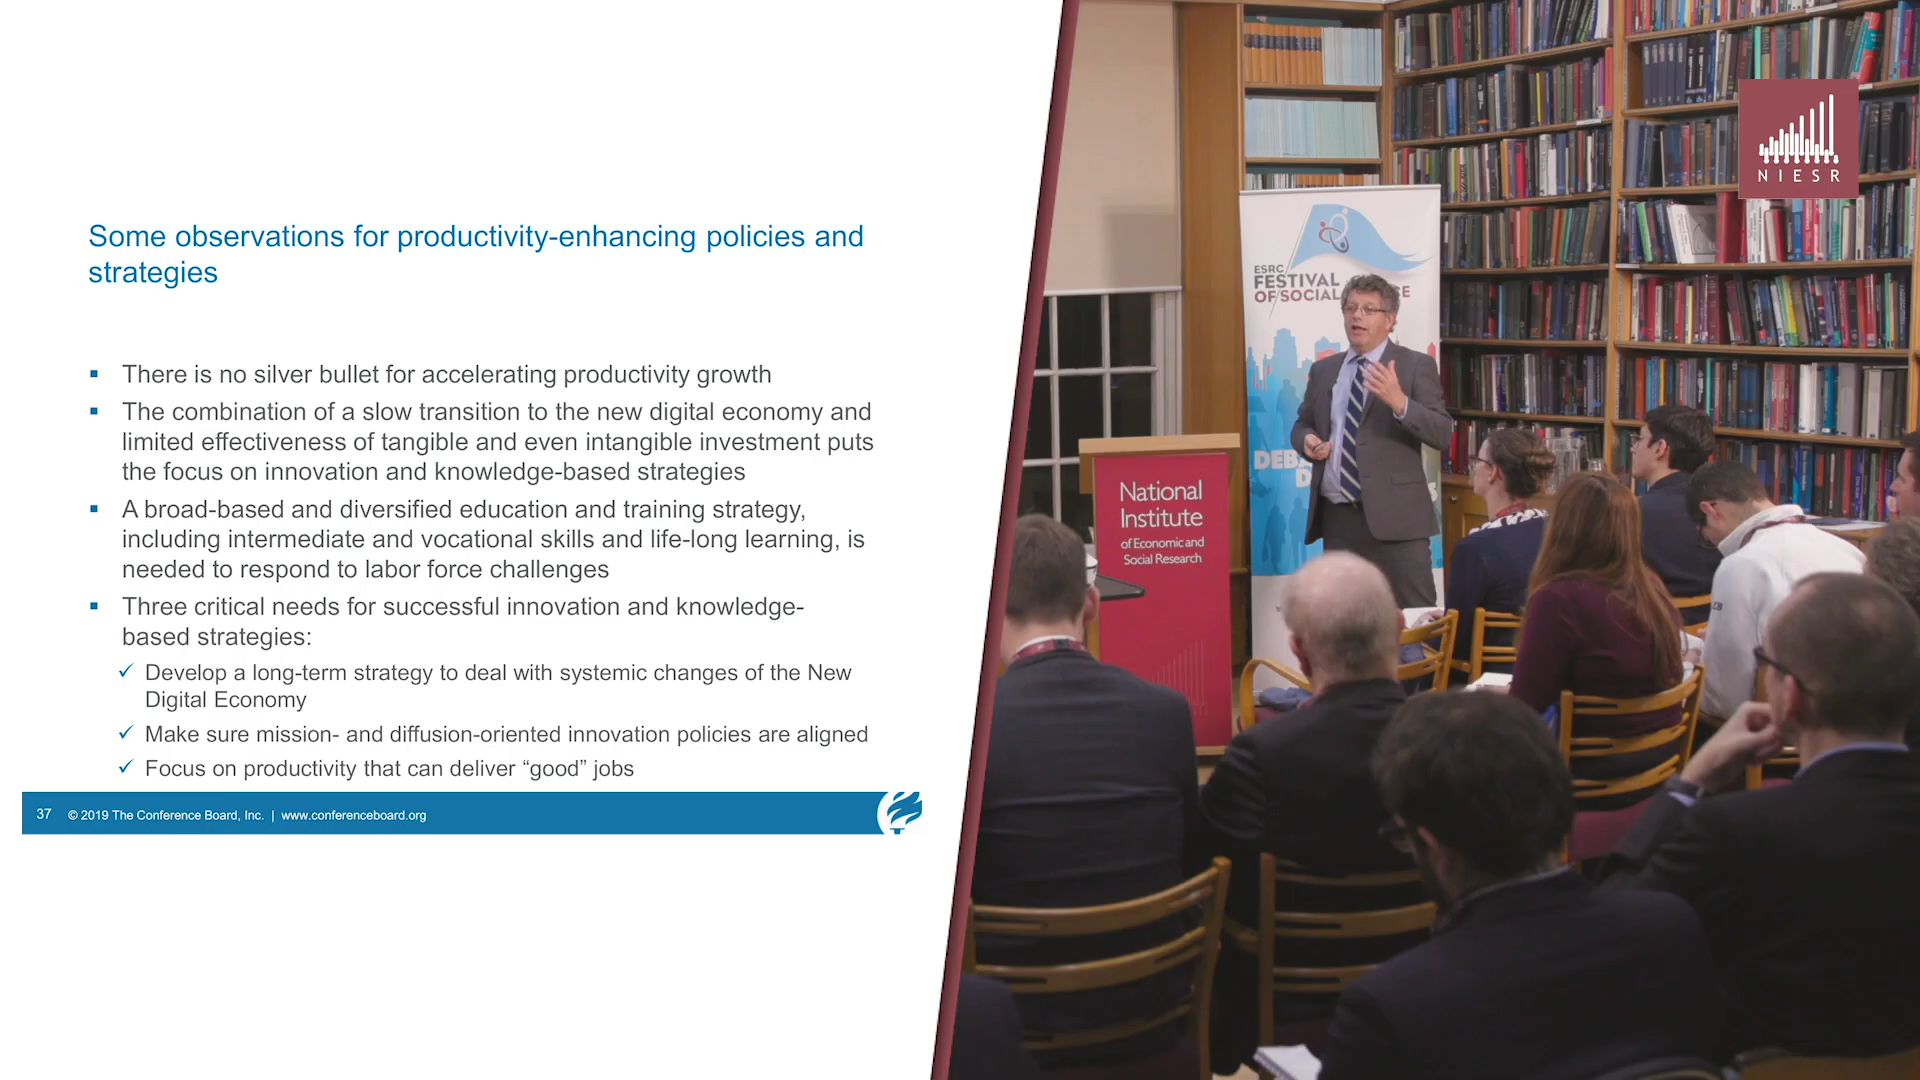 Some observations for productivity-enhancing policies and
strategies
▪ There is no silver bullet for accelerating productivity growth
▪ The combination of a slow transition to the new digital economy and
limited effectiveness of tangible and even intangible investment puts
the focus on innovation and knowledge-based strategies
▪ A broad-based and diversified education and training strategy,
including intermediate and vocational skills and life-long learning, is
needed to respond to labor force challenges
▪ Three critical needs for successful innovation and knowledge-
based strategies:
✓ Develop a long-term strategy to deal with systemic changes of the New
Digital Economy
✓ Make sure mission- and diffusion-oriented innovation policies are aligned
✓ Focus on productivity that can deliver “good” jobs
37 © 2019 The Conference Board, Inc. | www.conferenceboard.org
NIESR
ESRC
FESTIVAL
OF SOCIAL
National
Institute
of Economic and
Social Research